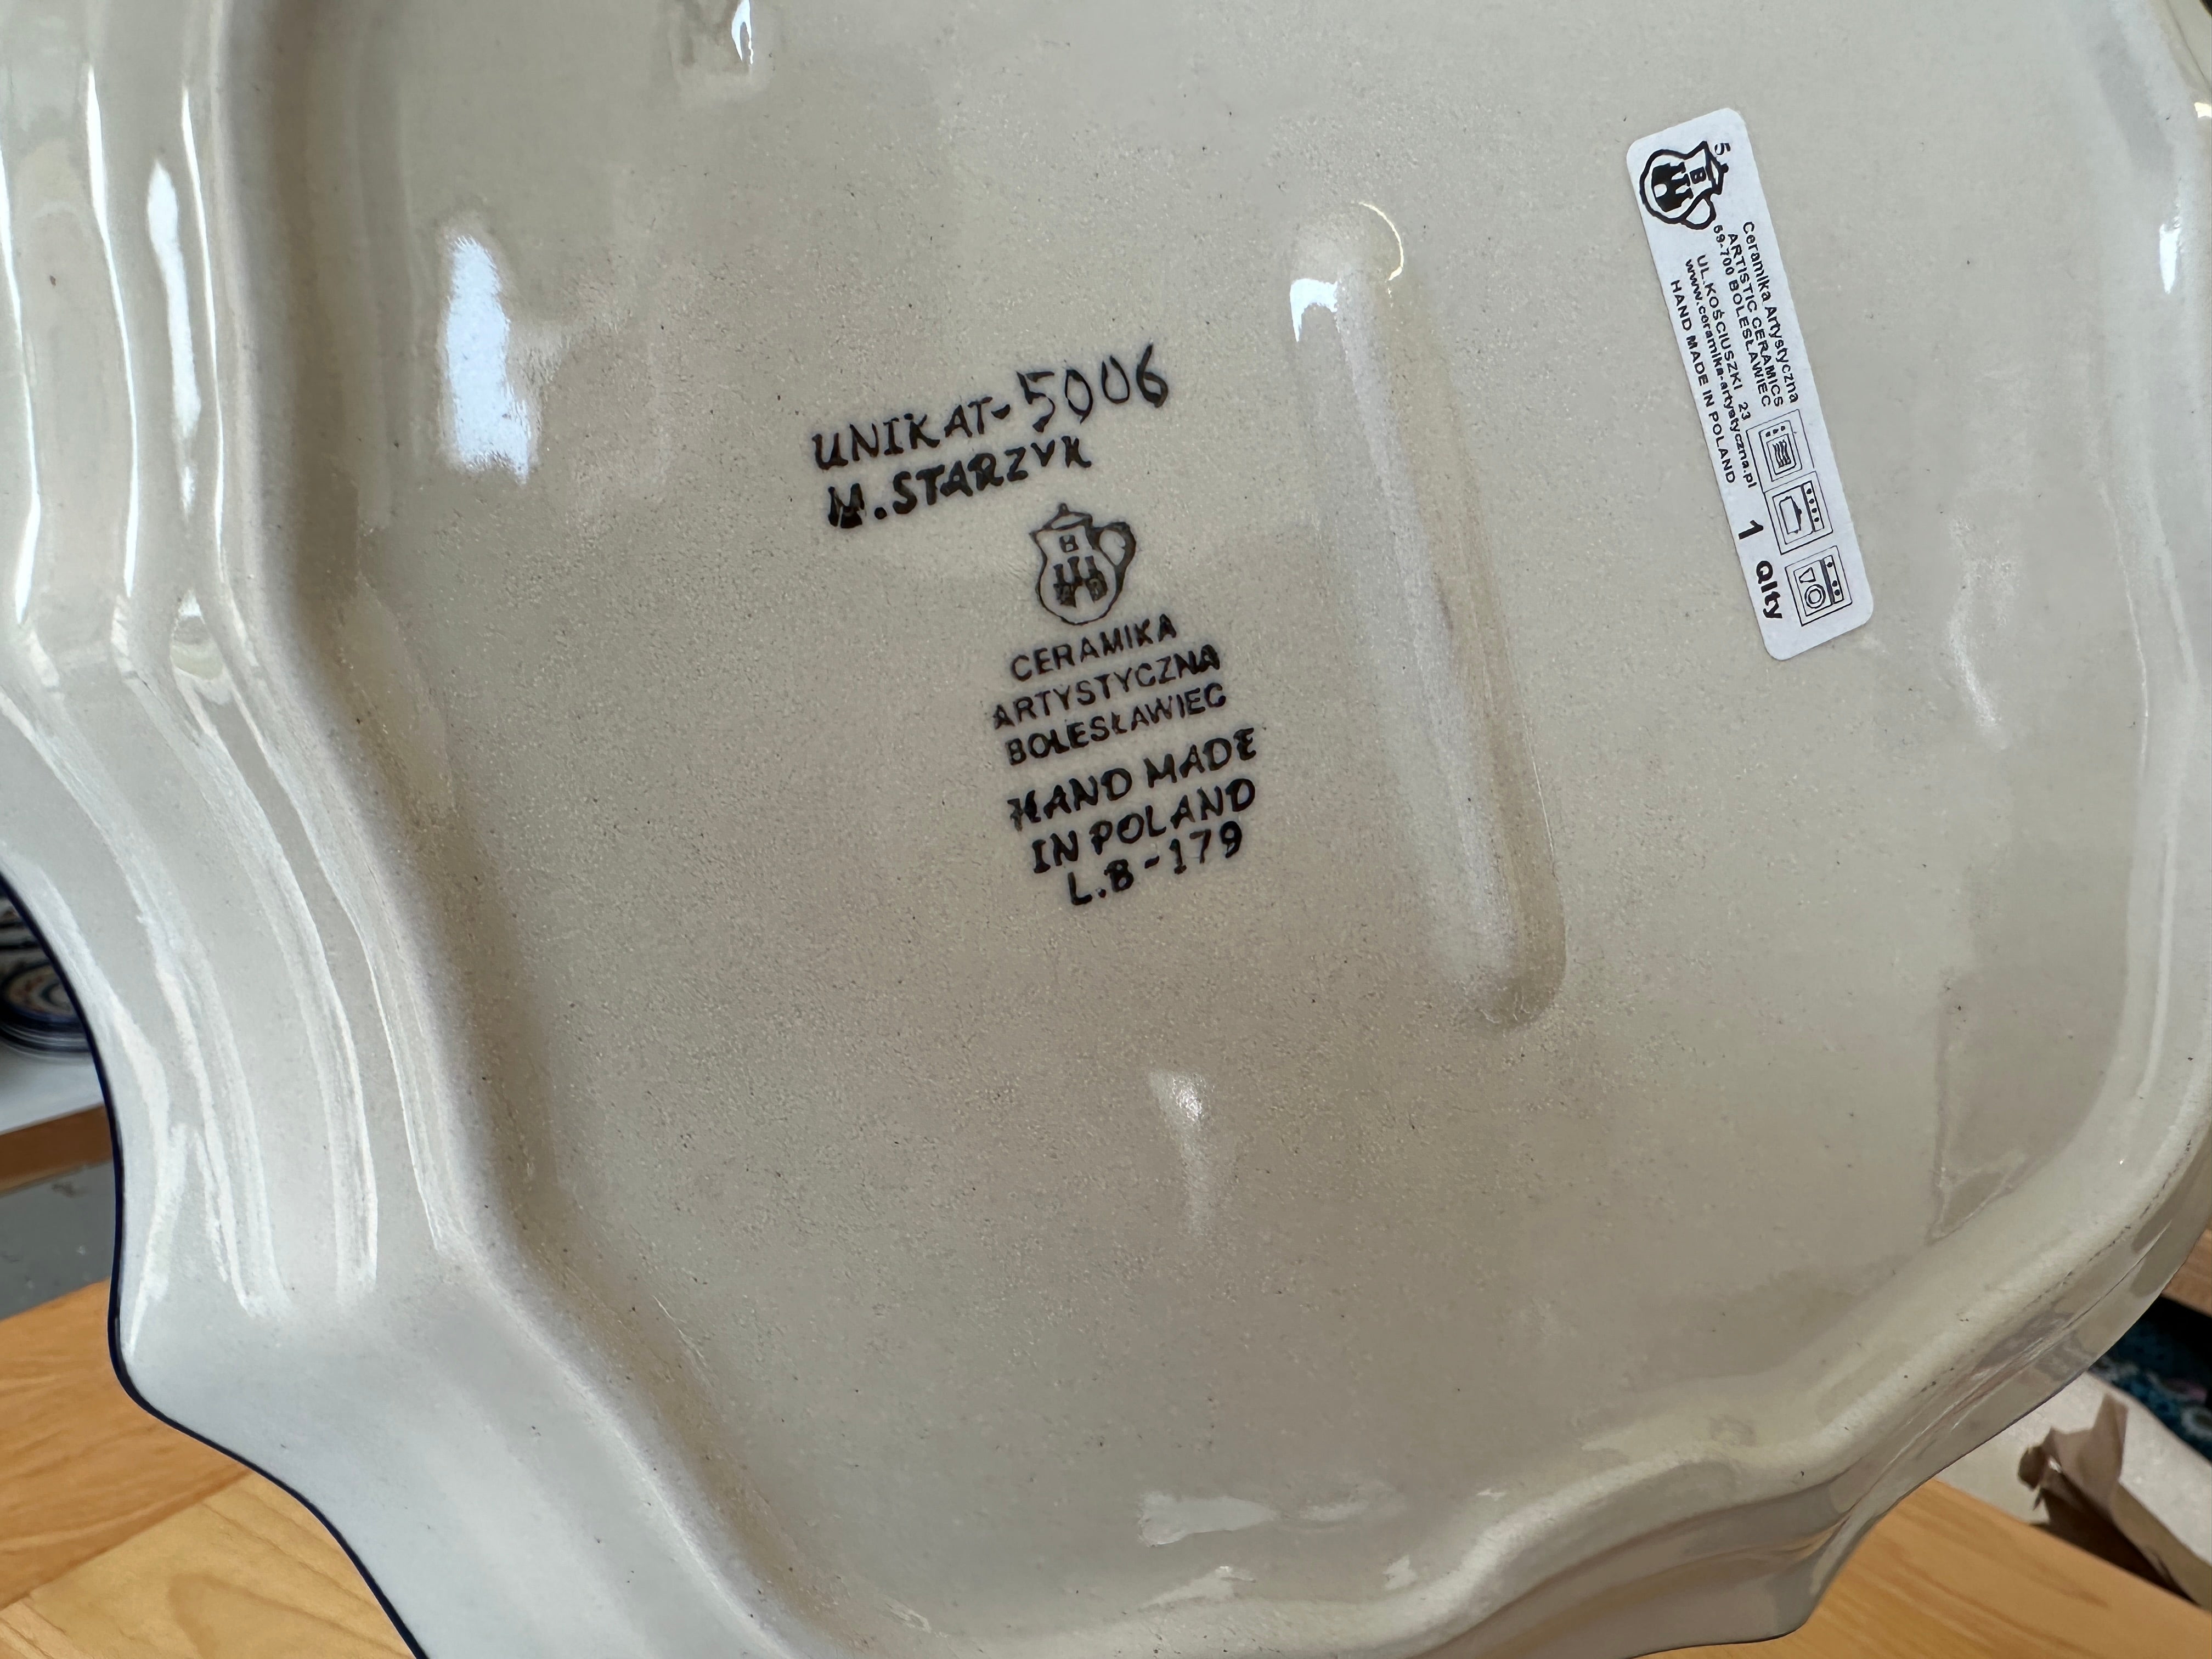 UNIKAT-5006
M.STARZYK
B
CERAMIKA
ARTYSTYCZNA
BOLESŁAWIEC
HAND MADE
IN POLAND
L.B-179
B
Ceramika Artystyczna
ARTISTIC CERAMICS
59-700 BOLESŁAWIEC
UL.KOŚCIUSZKI 23
www.ceramika-artystyczna.pl
HAND MADE IN POLAND
1 Qlty